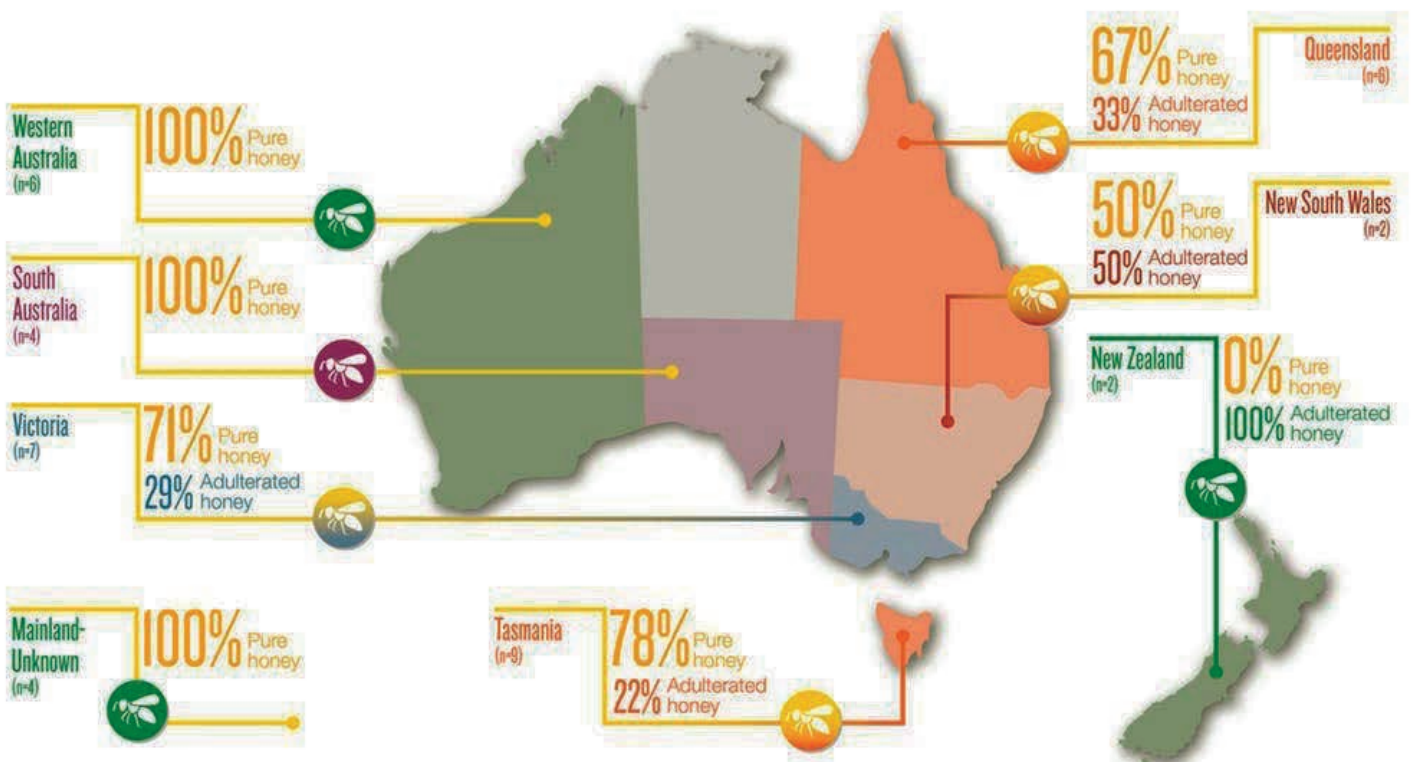 Western
Australia
(n=6)
100% Pure
honey
South
Australia
(n=4)
100% Pure
honey
Victoria
(n=7)
71% Pure
honey
29% Adulterated
honey
Mainland-
Unknown
(n=4)
100% Pure
honey
Tasmania
(n=9)
78% Pure
honey
22% Adulterated
honey
67% Pure
honey
33% Adulterated
honey
Queensland
(n=6)
50% Pure
honey
50% Adulterated
honey
New South Wales
(n=2)
New Zealand
(n=2)
0% Pure
honey
100% Adulterated
honey